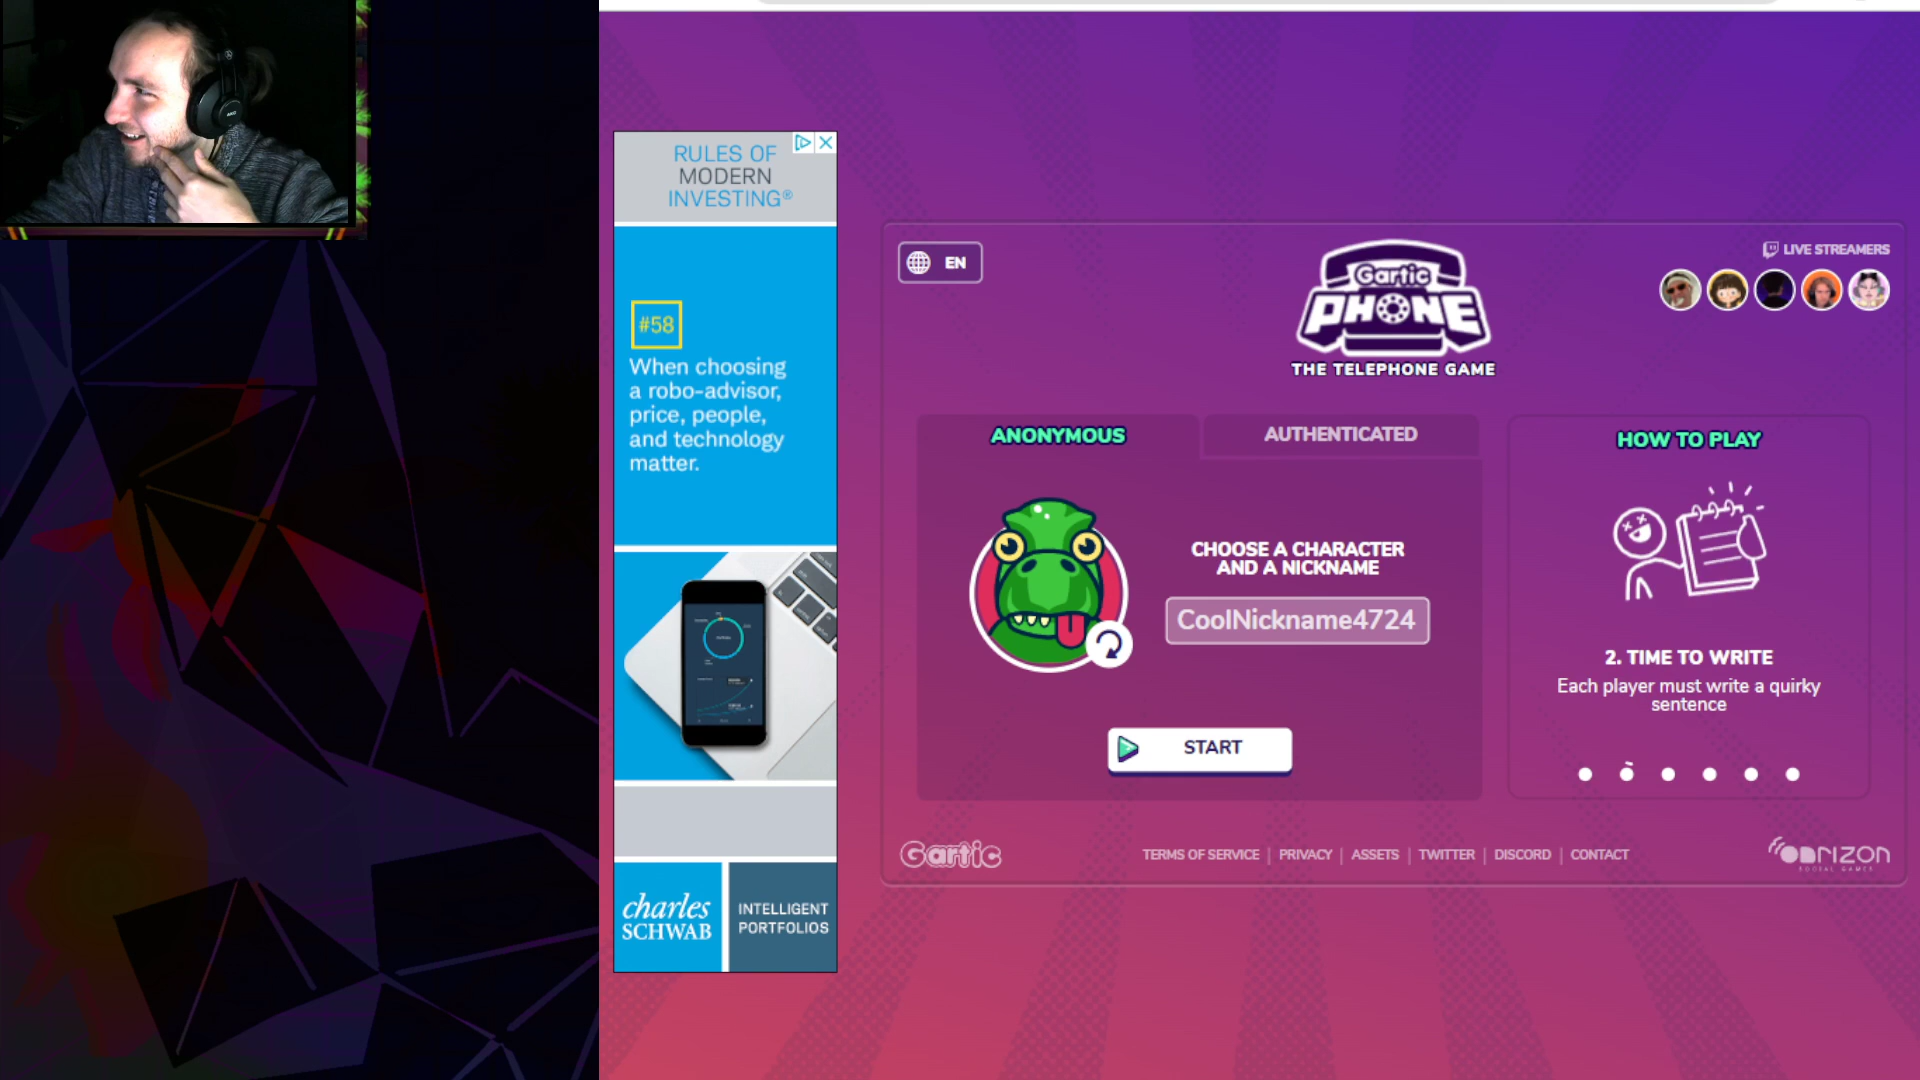 RULES OF
MODERN
INVESTING®
#58
When choosing
a robo-advisor,
price, people,
and technology
matter.
charles
SCHWAB
INTELLIGENT
PORTFOLIOS
EN
Gartic
PHONE
THE TELEPHONE GAME
LIVE STREAMERS
ANONYMOUS
AUTHENTICATED
CHOOSE A CHARACTER
AND A NICKNAME
CoolNickname4724
START
HOW TO PLAY
2. TIME TO WRITE
Each player must write a quirky
sentence
Gartic
TERMS OF SERVICE | PRIVACY | ASSETS | TWITTER | DISCORD | CONTACT
ONRIZON
SOCIAL GAMES
AKG